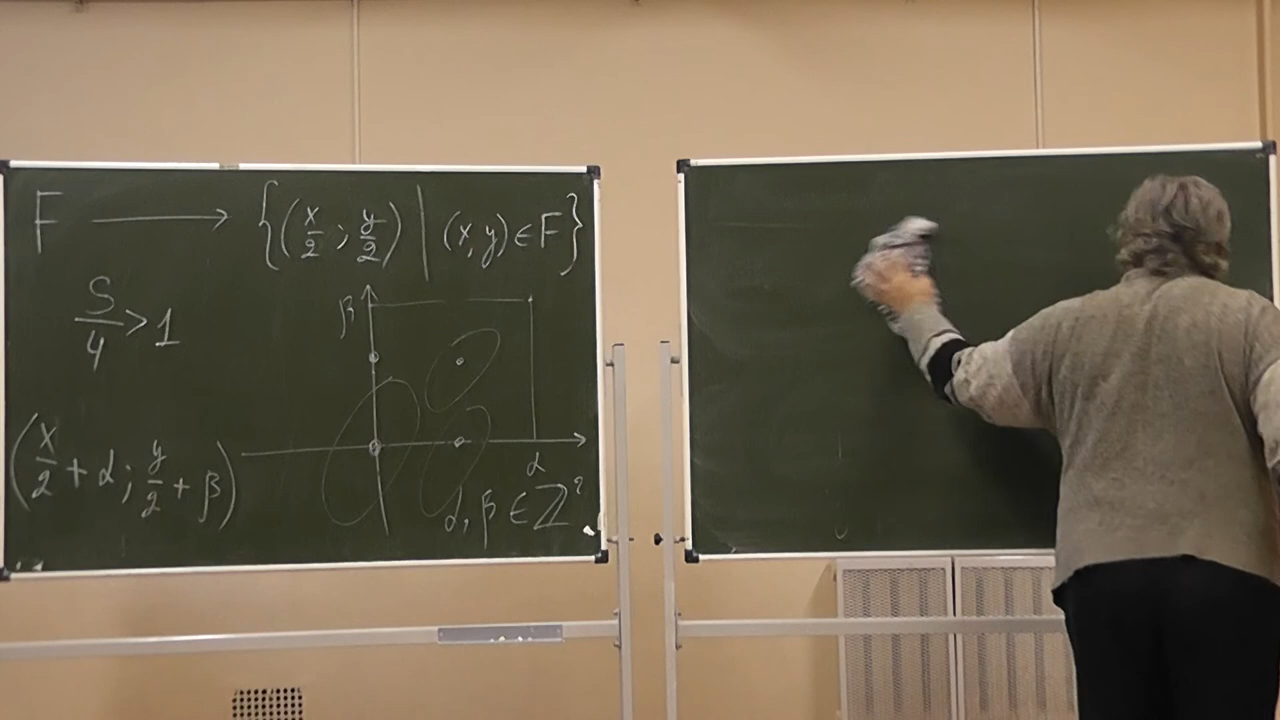 F → {(x/2 ; y/2) | (x,y) ∈ F}
S/4 > 1
β
(x/2 + α ; y/2 + β)
α
α, β ∈ ℤ²